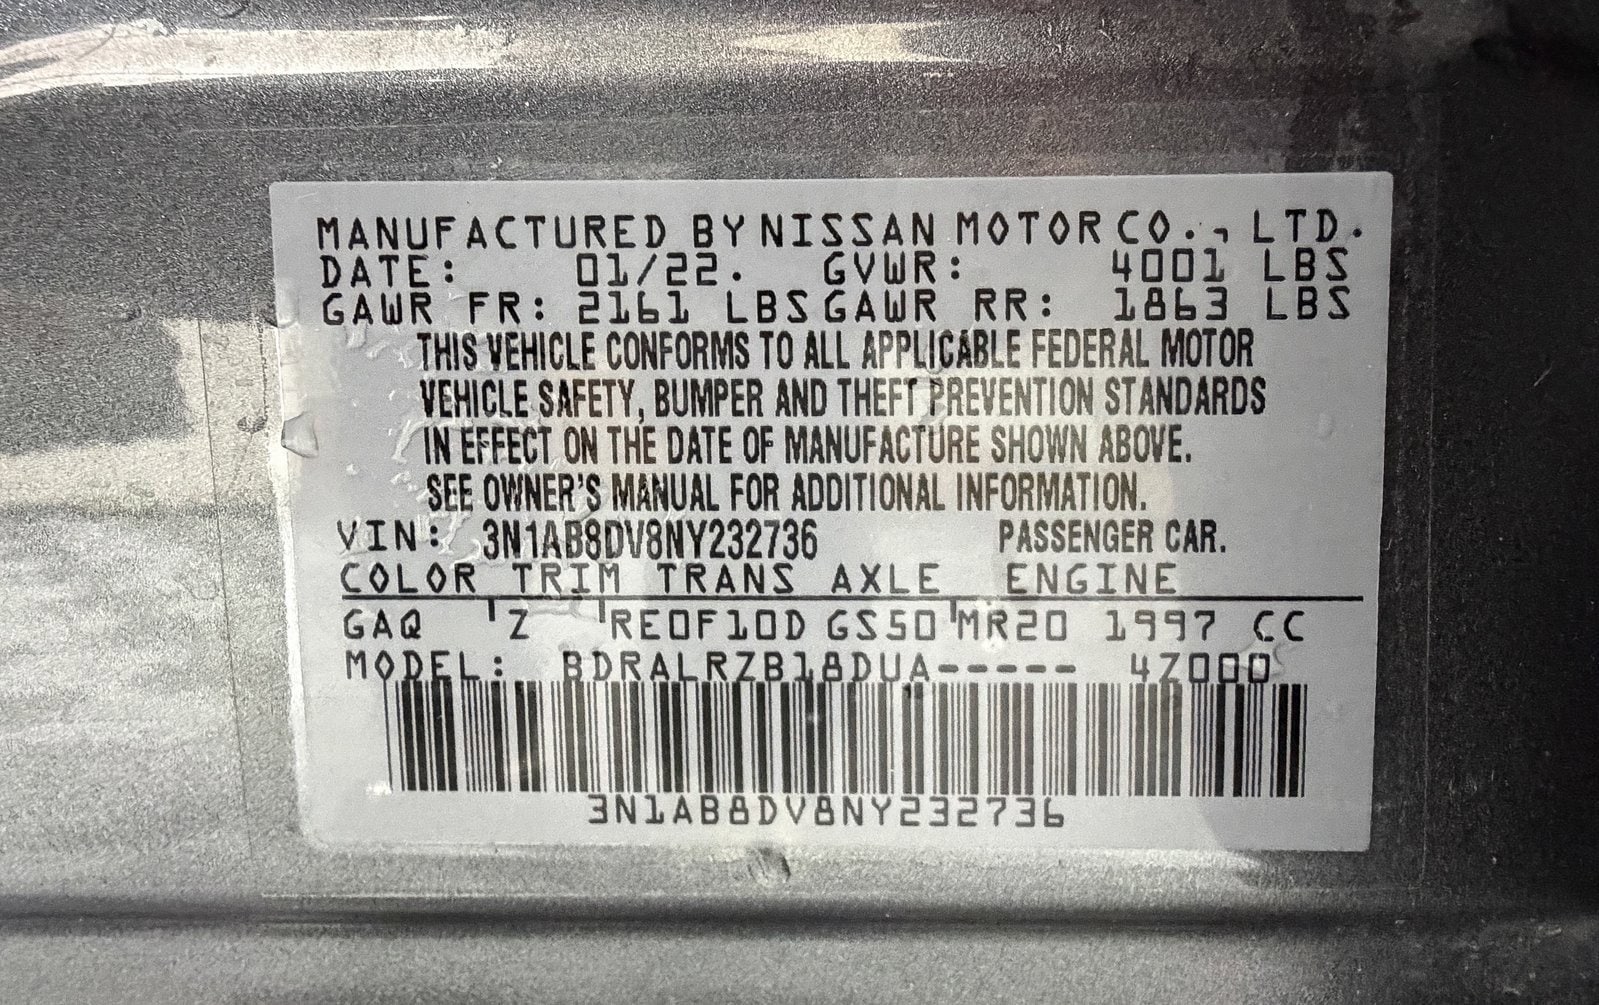 MANUFACTURED BY NISSAN MOTOR CO., LTD.
DATE: 01/22. GVWR: 4001 LBS
GAWR FR: 2161 LBS GAWR RR: 1863 LBS
THIS VEHICLE CONFORMS TO ALL APPLICABLE FEDERAL MOTOR
VEHICLE SAFETY, BUMPER AND THEFT PREVENTION STANDARDS
IN EFFECT ON THE DATE OF MANUFACTURE SHOWN ABOVE.
SEE OWNER'S MANUAL FOR ADDITIONAL INFORMATION.
VIN: 3N1AB8DV8NY232736 PASSENGER CAR.
COLOR TRIM TRANS AXLE ENGINE
GAQ 'Z 'RE0F10D GS50 'MR20 1997 CC
MODEL: BDRALRZB18DUA----- 4Z000
3N1AB8DV8NY232736